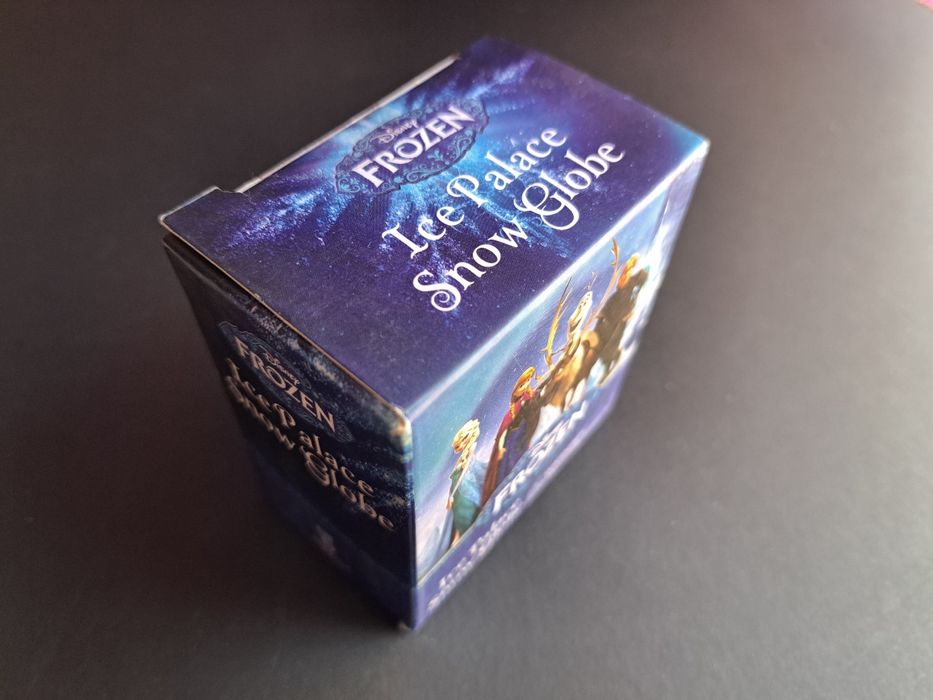 Disney
FROZEN
Ice Palace
Snow Globe
Disney
FROZEN
Ice Palace
Snow Globe
FROZEN